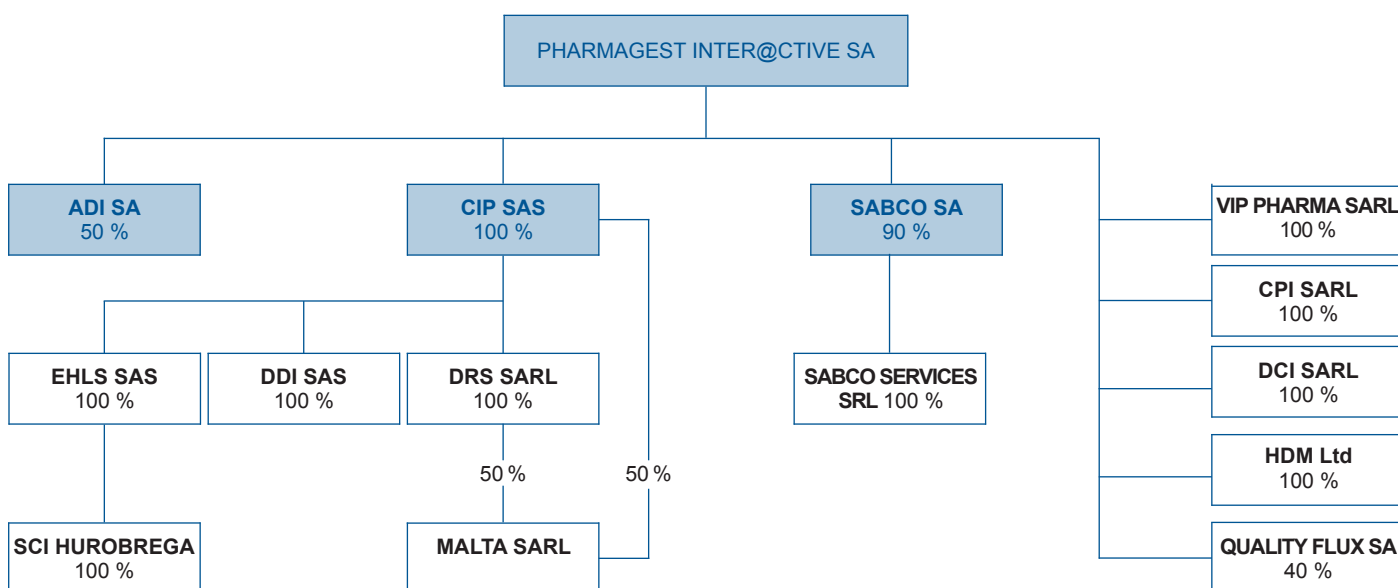 PHARMAGEST INTER@CTIVE SA
ADI SA
50 %
CIP SAS
100 %
SABCO SA
90 %
VIP PHARMA SARL
100 %
CPI SARL
100 %
EHLS SAS
100 %
DDI SAS
100 %
DRS SARL
100 %
SABCO SERVICES
SRL 100 %
DCI SARL
100 %
50 %
50 %
HDM Ltd
100 %
SCI HUROBREGA
100 %
MALTA SARL
QUALITY FLUX SA
40 %